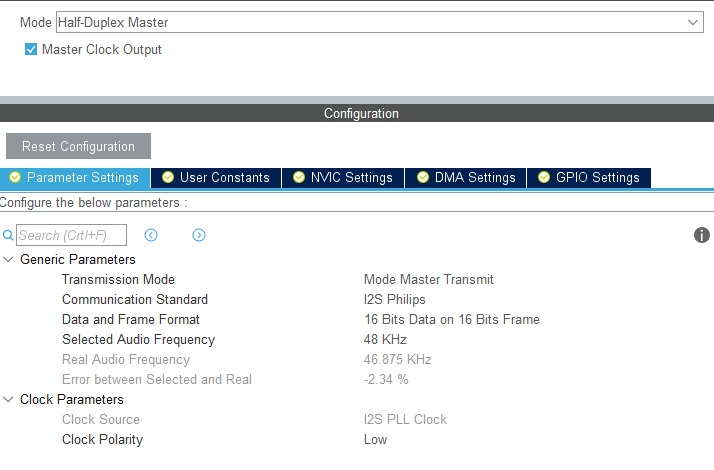 Mode Half-Duplex Master
Master Clock Output
Configuration
Reset Configuration
Parameter Settings User Constants NVIC Settings DMA Settings GPIO Settings
Configure the below parameters :
Search (Crtl+F)
Generic Parameters
Transmission Mode Mode Master Transmit
Communication Standard I2S Philips
Data and Frame Format 16 Bits Data on 16 Bits Frame
Selected Audio Frequency 48 KHz
Real Audio Frequency 46.875 KHz
Error between Selected and Real -2.34 %
Clock Parameters
Clock Source I2S PLL Clock
Clock Polarity Low